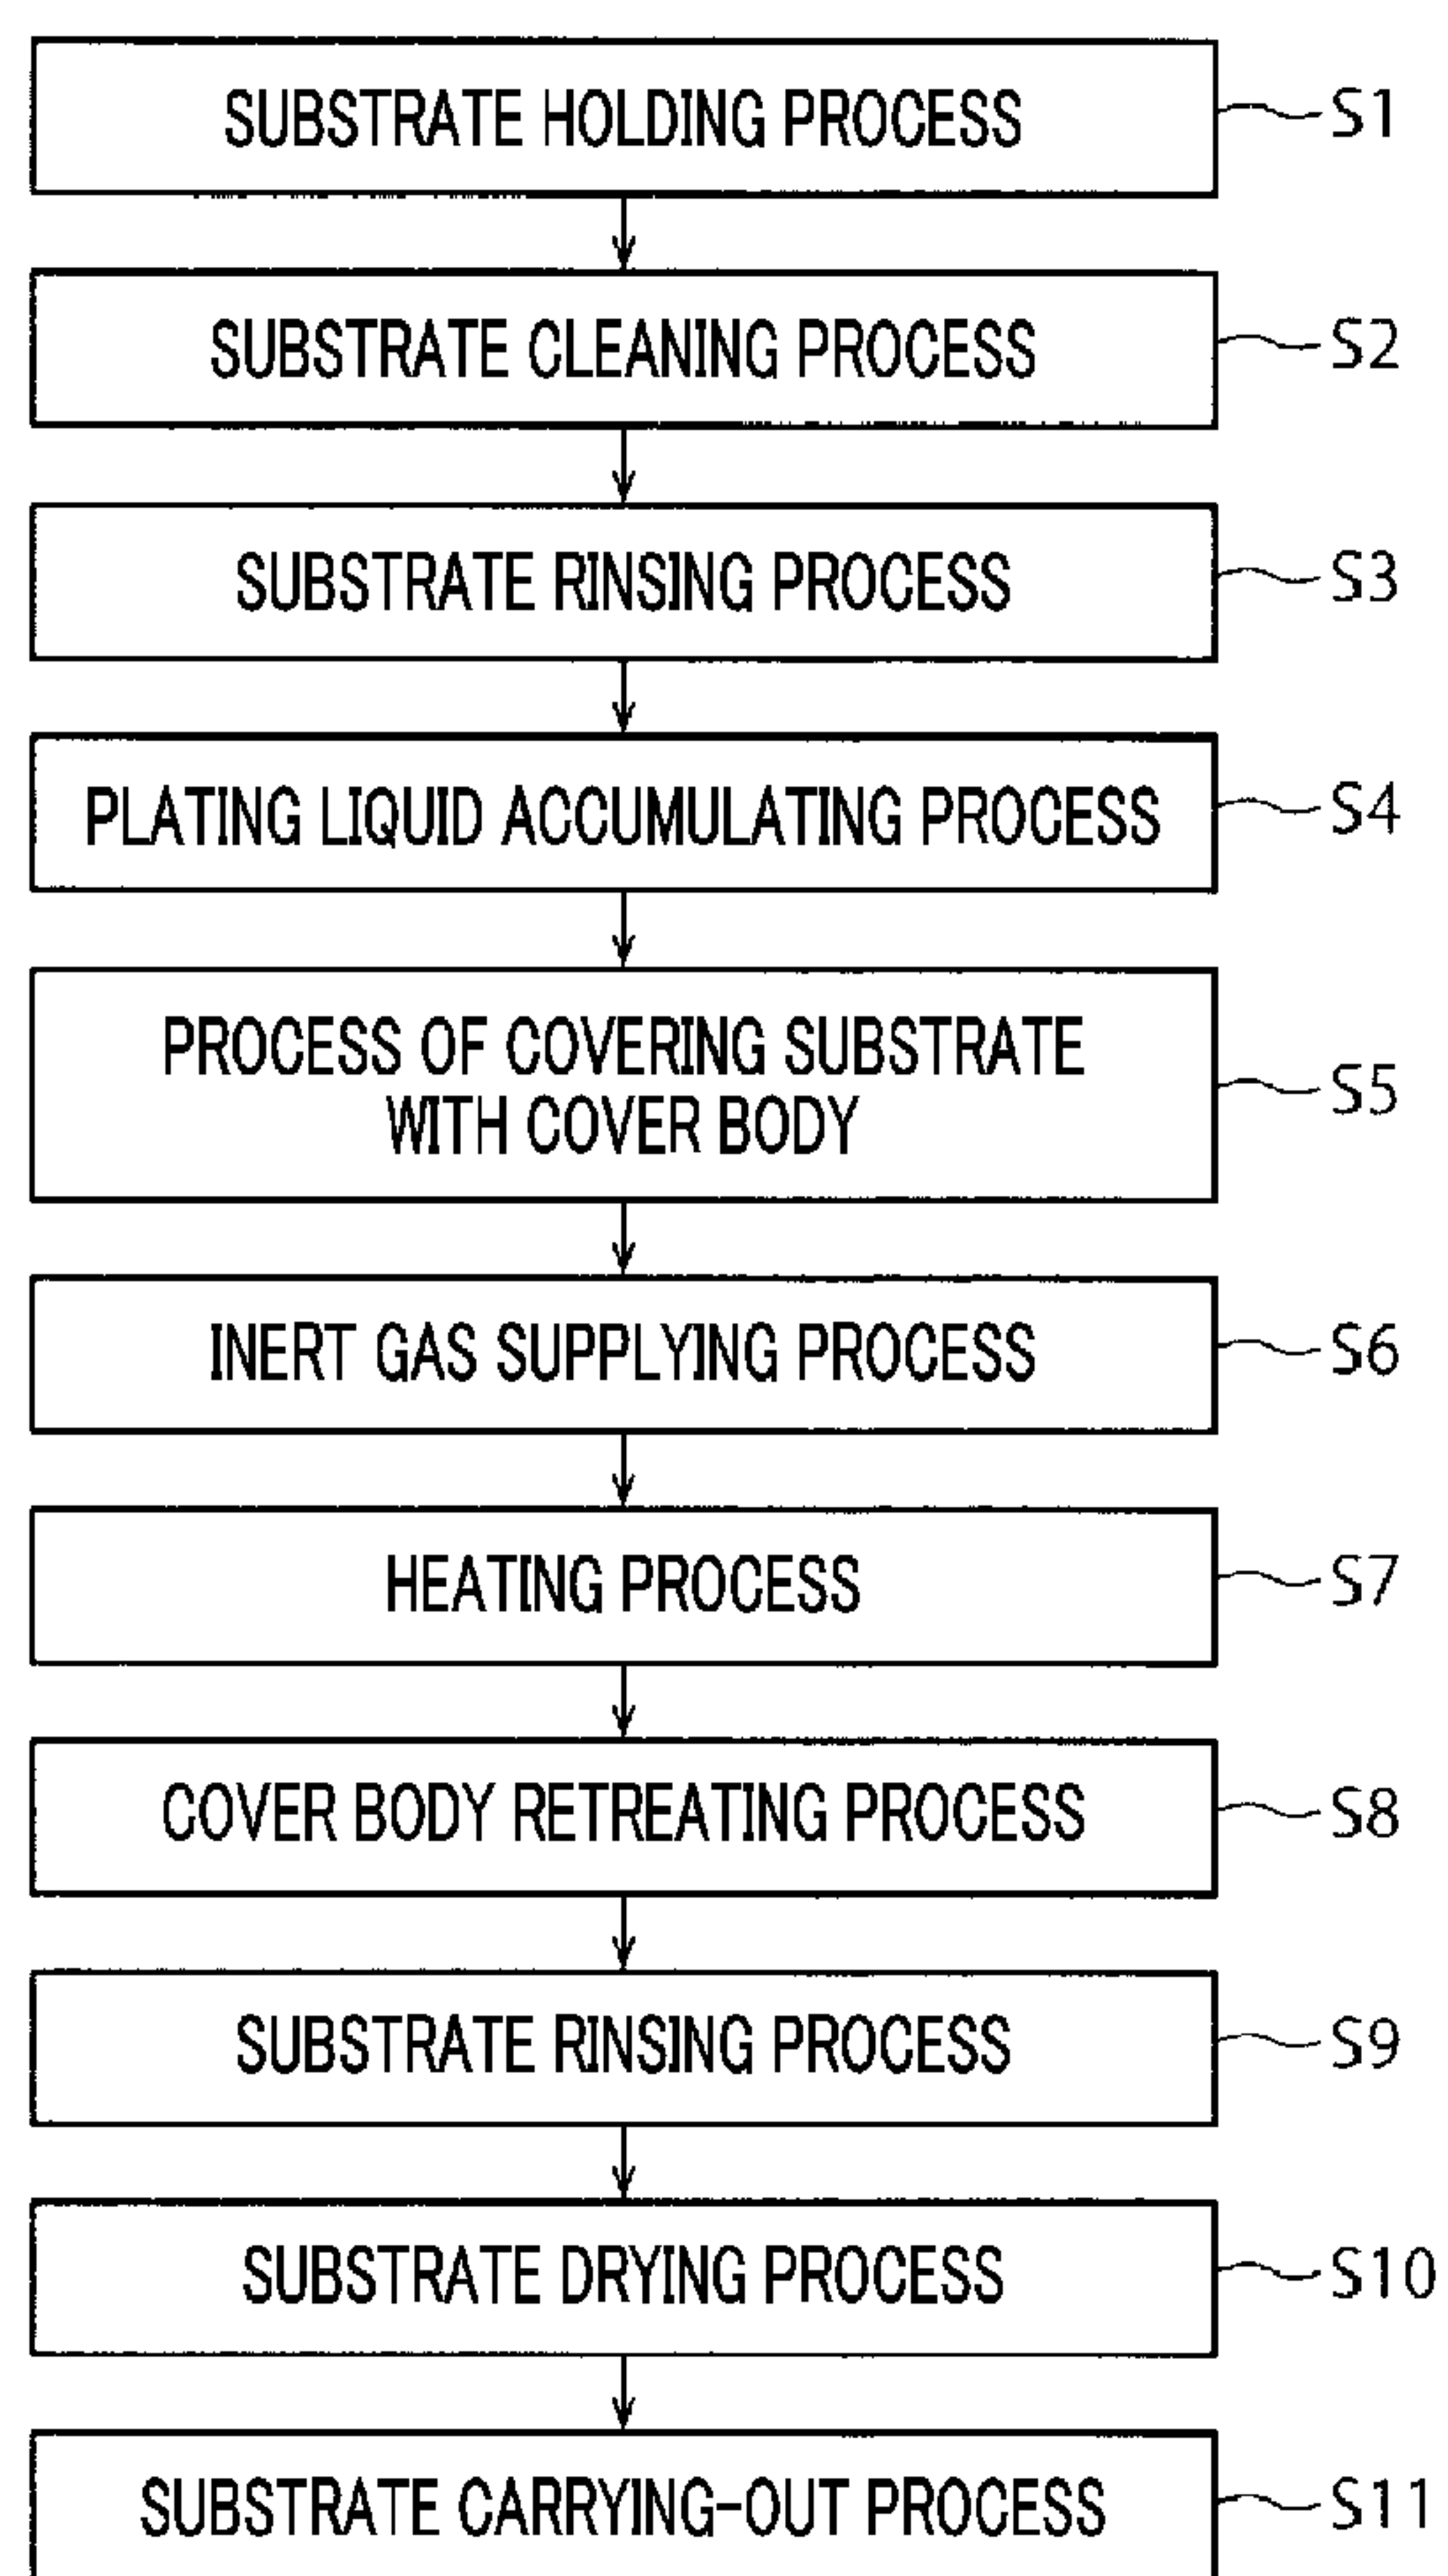 SUBSTRATE HOLDING PROCESS
S1
SUBSTRATE CLEANING PROCESS
S2
SUBSTRATE RINSING PROCESS
S3
PLATING LIQUID ACCUMULATING PROCESS
S4
PROCESS OF COVERING SUBSTRATE
WITH COVER BODY
S5
INERT GAS SUPPLYING PROCESS
S6
HEATING PROCESS
S7
COVER BODY RETREATING PROCESS
S8
SUBSTRATE RINSING PROCESS
S9
SUBSTRATE DRYING PROCESS
S10
SUBSTRATE CARRYING-OUT PROCESS
S11